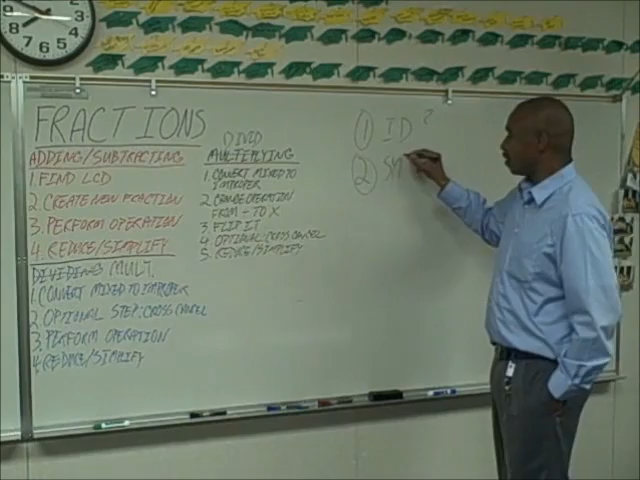 FRACTIONS
ADDING/SUBTRACTING
1. FIND LCD
2. CREATE NEW FRACTION
3. PERFORM OPERATION
4. REDUCE/SIMPLIFY
DIVIDING MULT.
1. CONVERT MIXED TO IMPROPER
2. OPTIONAL STEP: CROSS CANCEL
3. PERFORM OPERATION
4. REDUCE/SIMPLIFY
DIVID
MULTIPLYING
1. CONVERT MIXED TO
IMPROPER
2. CHANGE OPERATION
FROM ÷ TO X
3. FLIP IT
4 OPTIONAL: CROSS CANCEL
5. REDUCE/SIMPLIFY
1 ID ?
2